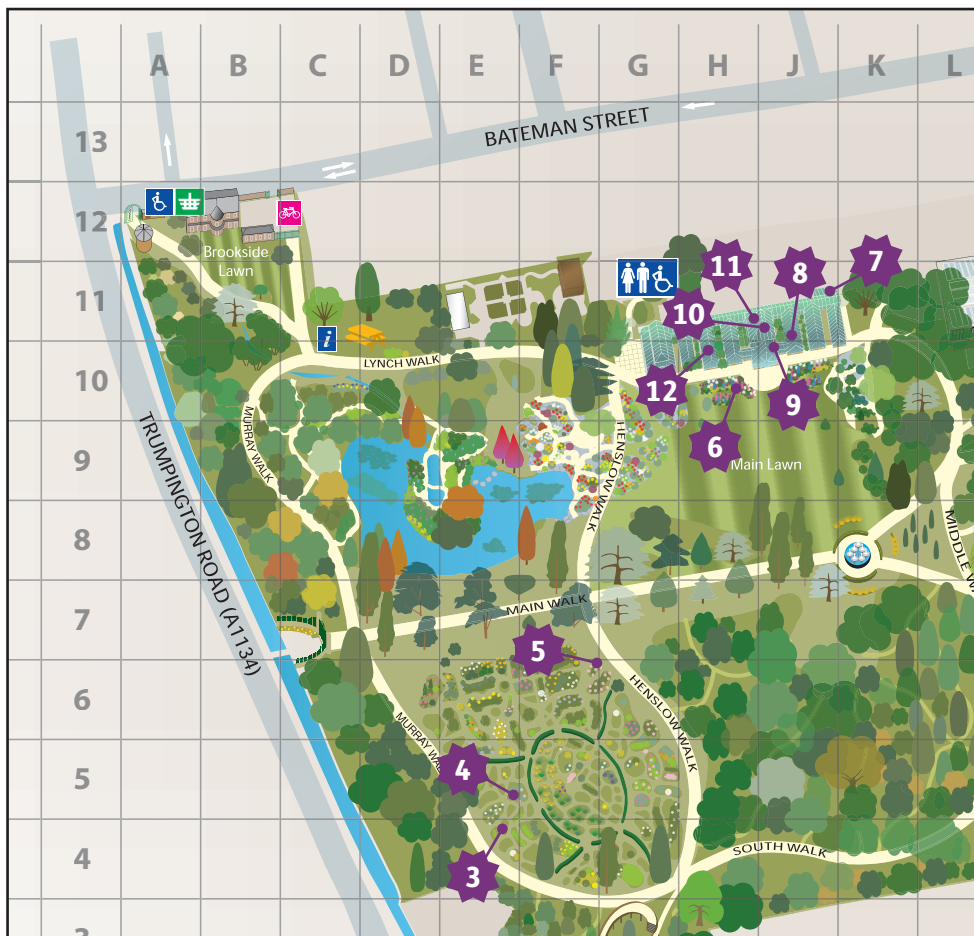 A B C D E F G H J K L
13
BATEMAN STREET
12
Brookside
Lawn
11
11
8
7
i
10
LYNCH WALK
10
12
9
6
Main Lawn
MURRAY WALK
TRUMPINGTON ROAD (A1134)
9
HENSLOW WALK
8
MIDDLE W
7
MAIN WALK
5
6
HENSLOW WALK
MURRAY WA
4
5
4
SOUTH WALK
3
3